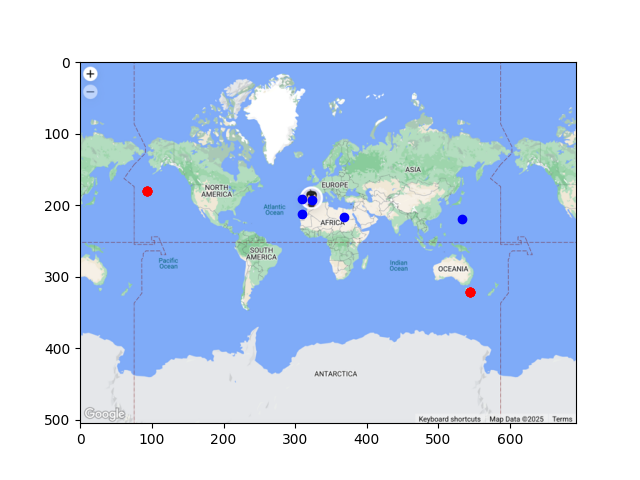 0
+
−
100
ASIA
EUROPE
NORTH
AMERICA
200
Atlantic
Ocean
AFRICA
SOUTH
AMERICA
Pacific
Ocean
Indian
Ocean
OCEANIA
300
400
ANTARCTICA
Google
Keyboard shortcuts Map Data ©2025 Terms
500
0 100 200 300 400 500 600